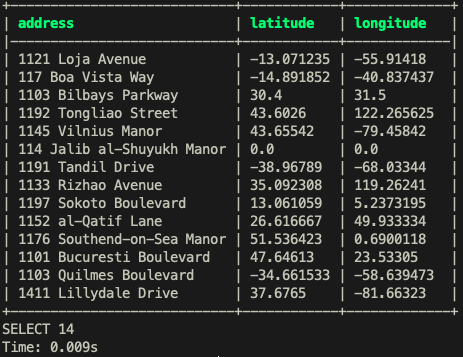 address | latitude | longitude
1121 Loja Avenue | -13.071235 | -55.91418
117 Boa Vista Way | -14.891852 | -40.837437
1103 Bilbays Parkway | 30.4 | 31.5
1192 Tongliao Street | 43.6026 | 122.265625
1145 Vilnius Manor | 43.65542 | -79.45842
114 Jalib al-Shuyukh Manor | 0.0 | 0.0
1191 Tandil Drive | -38.96789 | -68.03344
1133 Rizhao Avenue | 35.092308 | 119.26241
1197 Sokoto Boulevard | 13.061059 | 5.2373195
1152 al-Qatif Lane | 26.616667 | 49.933334
1176 Southend-on-Sea Manor | 51.536423 | 0.6900118
1101 Bucuresti Boulevard | 47.64613 | 23.53305
1103 Quilmes Boulevard | -34.661533 | -58.639473
1411 Lillydale Drive | 37.6765 | -81.66323
SELECT 14
Time: 0.009s